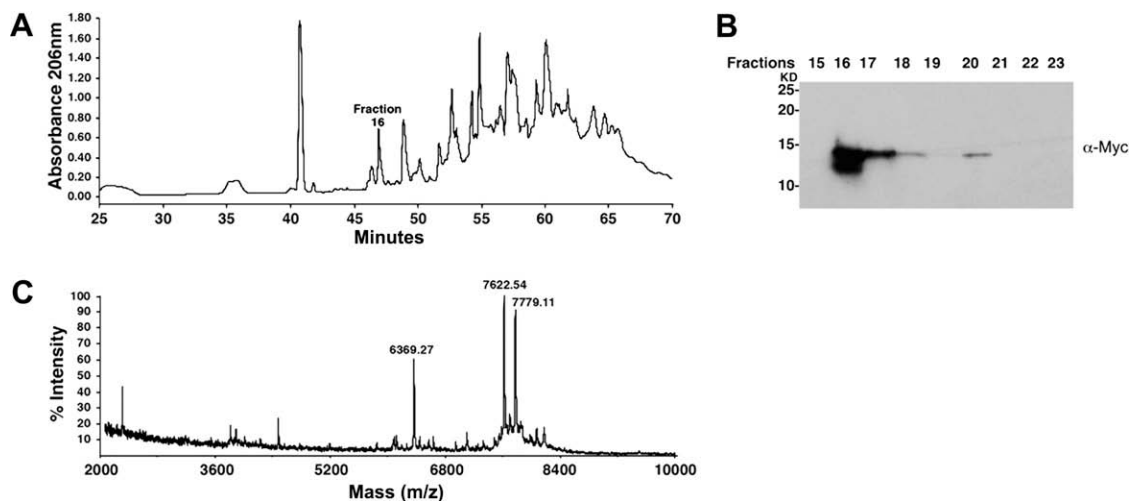 A
Absorbance 206nm
1.80
1.60
1.40
1.20
1.00
0.80
0.60
0.40
0.20
0.00
Fraction
16
25 30 35 40 45 50 55 60 65 70
Minutes
B
Fractions 15 16 17 18 19 20 21 22 23
KD
25-
20-
15-
10-
α-Myc
C
% Intensity
100
90
80
70
60
50
40
30
20
10
7622.54
7779.11
6369.27
2000 3600 5200 6800 8400 10000
Mass (m/z)